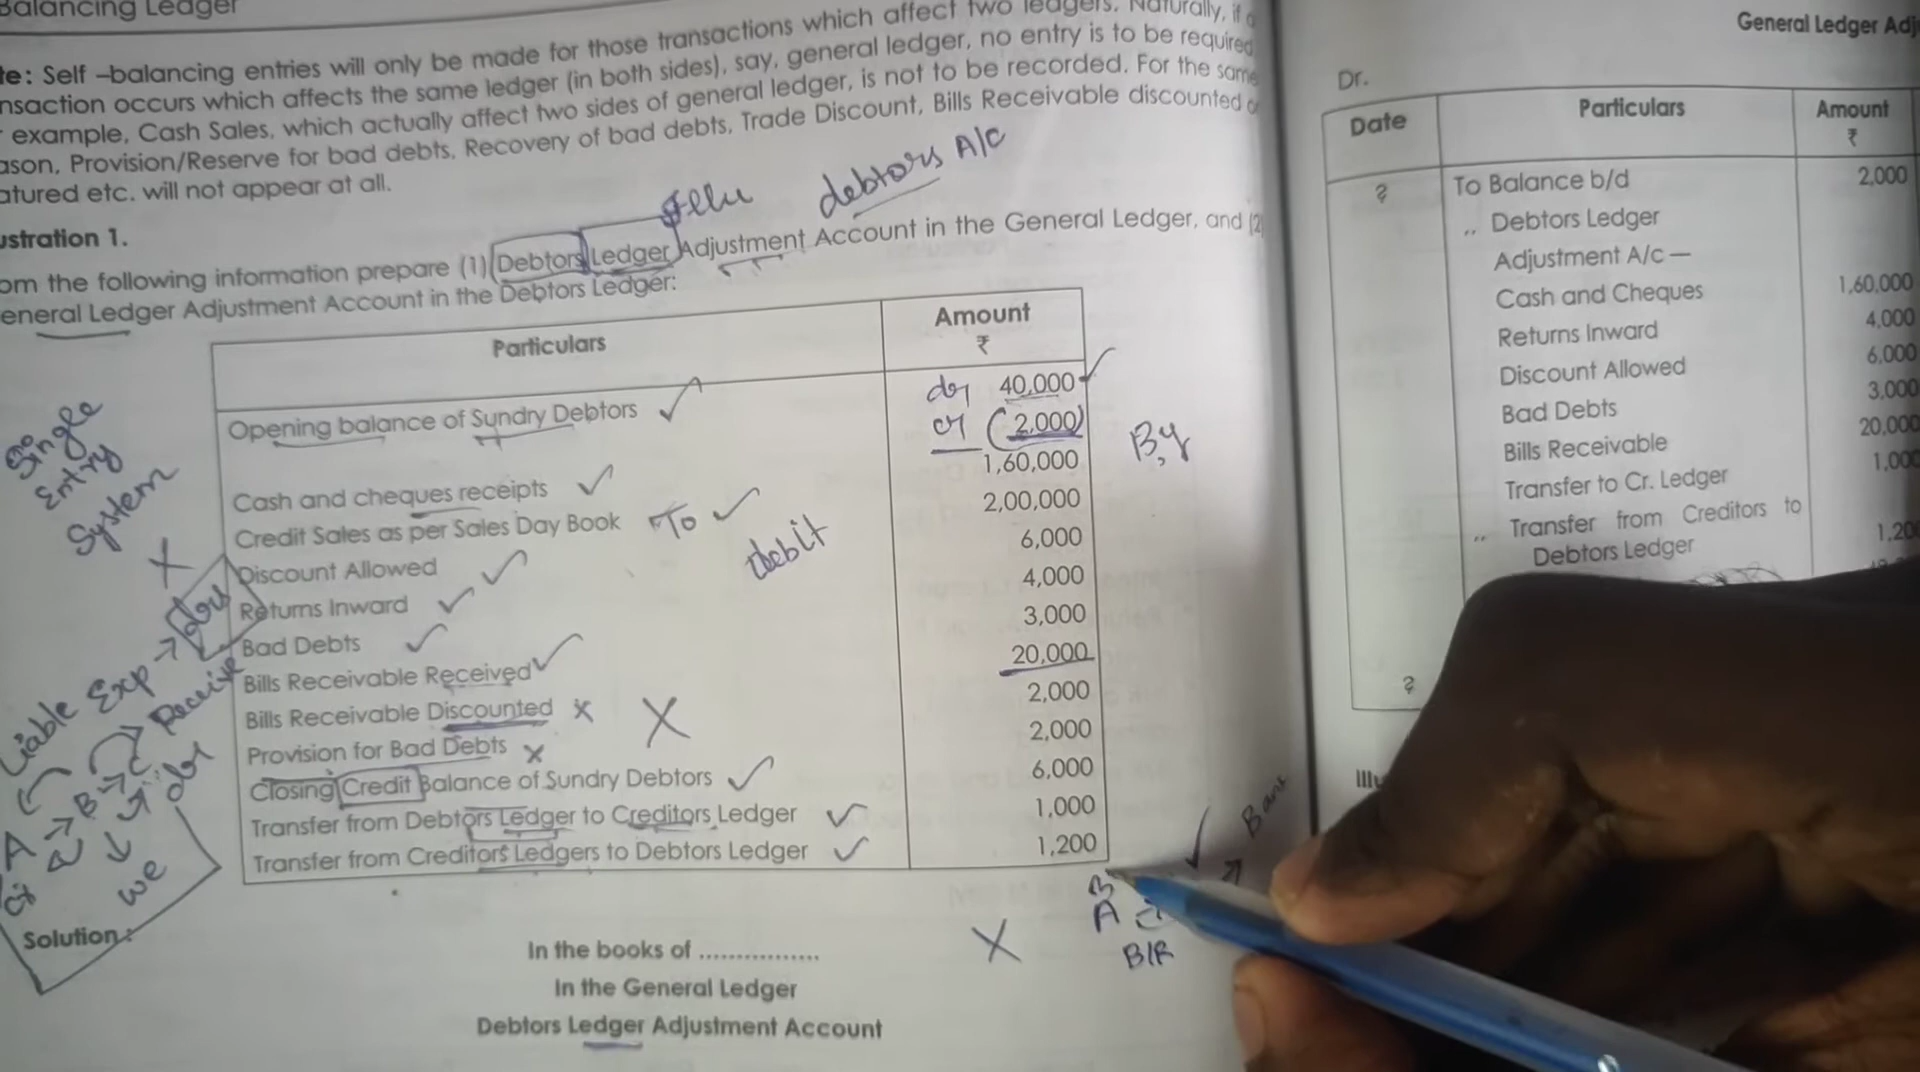 Balancing Ledger
te: Self –balancing entries will only be made for those transactions which affect two ledgers. Naturally, if a
nsaction occurs which affects the same ledger (in both sides), say, general ledger, no entry is to be required
example, Cash Sales, which actually affect two sides of general ledger, is not to be recorded. For the same
ason, Provision/Reserve for bad debts, Recovery of bad debts, Trade Discount, Bills Receivable discounted
atured etc. will not appear at all.
debtors A/c
ustration 1.
om the following information prepare (1) Debtors Ledger Adjustment Account in the General Ledger, and (2)
eneral Ledger Adjustment Account in the Debtors Ledger:
Particulars Amount
₹
Opening balance of Sundry Debtors dr 40,000
cr (2,000)
By
Cash and cheques receipts 1,60,000
Credit Sales as per Sales Day Book To 2,00,000
debit
Discount Allowed 6,000
Returns Inward 4,000
Bad Debts 3,000
Bills Receivable Received 20,000
Bills Receivable Discounted x X 2,000
Provision for Bad Debts x 2,000
Closing Credit Balance of Sundry Debtors 6,000
Transfer from Debtors Ledger to Creditors Ledger 1,000
Transfer from Creditors Ledgers to Debtors Ledger 1,200
Single
Entry
System
X
Exp
Receive
A
B
C
dr
cr
we
Solution:
In the books of ................
In the General Ledger
Debtors Ledger Adjustment Account
X
B
A
B/R
Bank
General Ledger Adj
Dr.
Date Particulars Amount
₹
? To Balance b/d 2,000
,, Debtors Ledger
Adjustment A/c —
Cash and Cheques 1,60,000
Returns Inward 4,000
Discount Allowed 6,000
Bad Debts 3,000
Bills Receivable 20,000
Transfer to Cr. Ledger 1,000
,, Transfer from Creditors to
Debtors Ledger 1,20
?
Illu